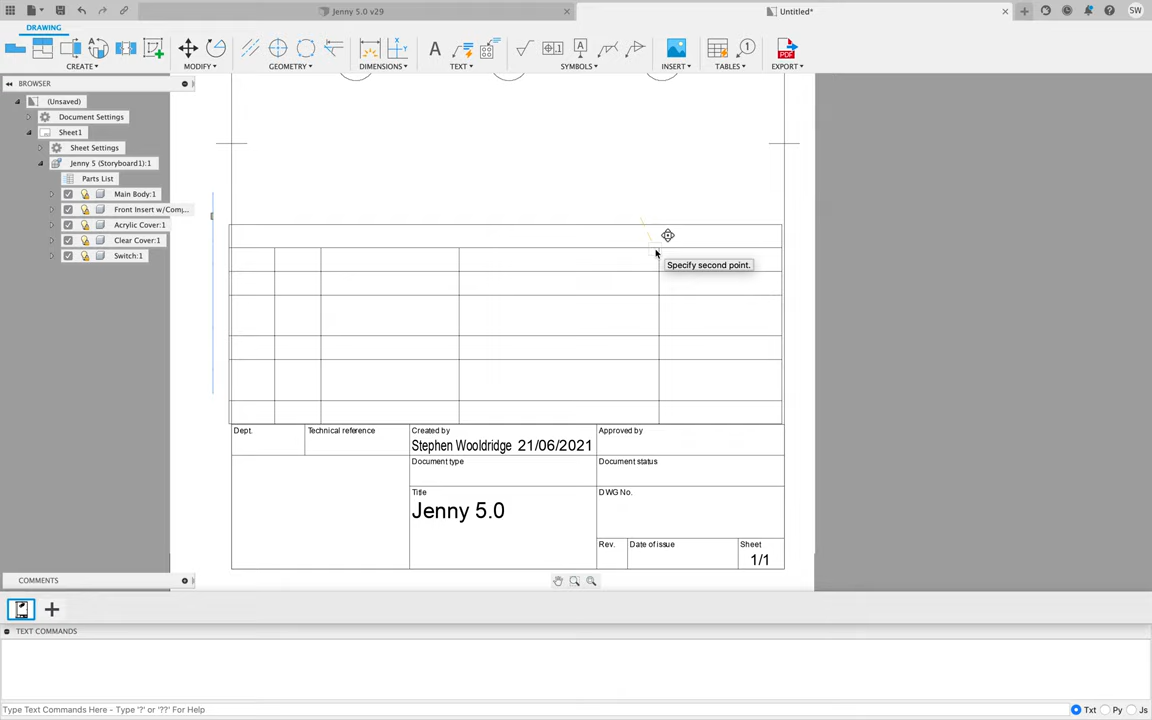 Jenny 5.0 v29
Untitled*
SW
DRAWING
CREATE
MODIFY
GEOMETRY
DIMENSIONS
TEXT
SYMBOLS
INSERT
TABLES
PDF
EXPORT
BROWSER
(Unsaved)
Document Settings
Sheet1
Sheet Settings
Jenny 5 (Storyboard1):1
Parts List
Main Body:1
Front Insert w/Com...
Acrylic Cover:1
Clear Cover:1
Switch:1
Specify second point.
Dept.
Technical reference
Created by
Approved by
Stephen Wooldridge 21/06/2021
Document type
Document status
Title
DWG No.
Jenny 5.0
Rev.
Date of issue
Sheet
1/1
COMMENTS
TEXT COMMANDS
Type Text Commands Here - Type '?' or '??' For Help
Txt
Py
Js